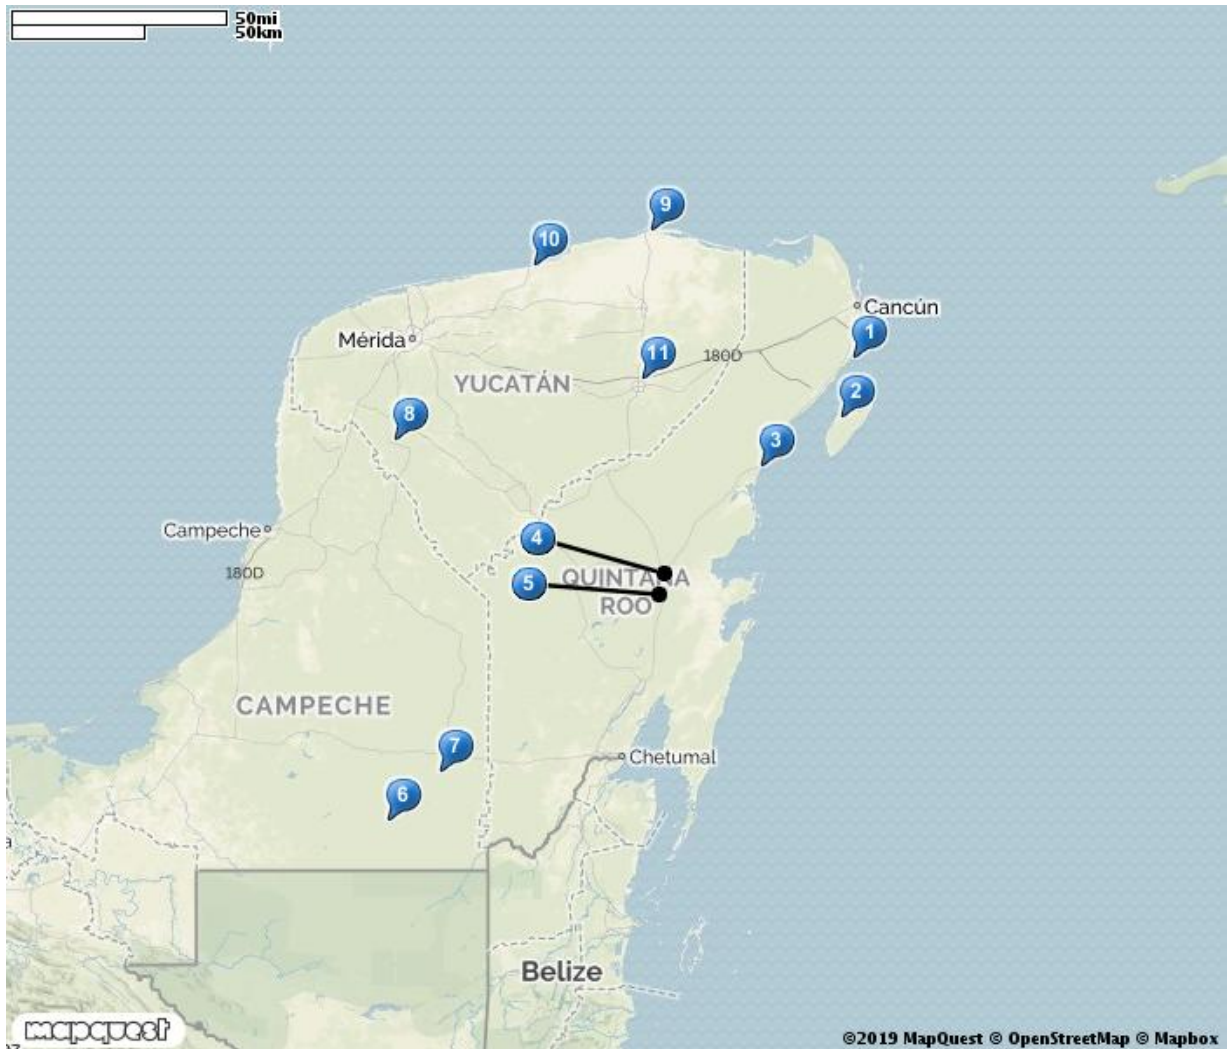 50mi
50km
9
10
Cancún
1
Mérida
11
180D
YUCATÁN
2
8
3
Campeche
4
180D
5
QUINTANA
ROO
CAMPECHE
7
Chetumal
6
a
Belize
mapquest
©2019 MapQuest © OpenStreetMap © Mapbox